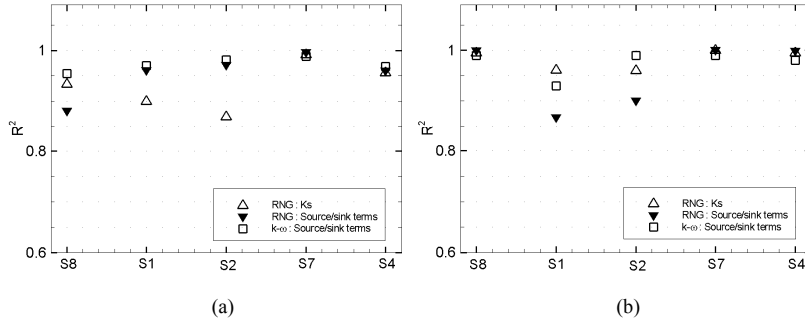 R²
1
0.8
0.6
RNG : Ks
RNG : Source/sink terms
k-ω : Source/sink terms
S8 S1 S2 S7 S4
(a)
R²
1
0.8
0.6
RNG : Ks
RNG : Source/sink terms
k-ω : Source/sink terms
S8 S1 S2 S7 S4
(b)